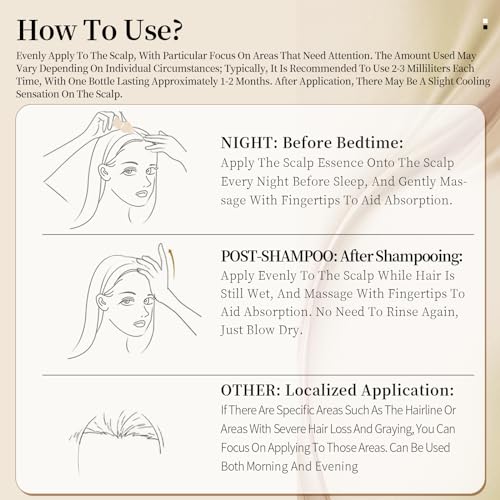 How To Use?
Evenly Apply To The Scalp, With Particular Focus On Areas That Need Attention. The Amount Used May
Vary Depending On Individual Circumstances; Typically, It Is Recommended To Use 2-3 Milliliters Each
Time, With One Bottle Lasting Approximately 1-2 Months. After Application, There May Be A Slight Cooling
Sensation On The Scalp.
NIGHT: Before Bedtime:
Apply The Scalp Essence Onto The Scalp
Every Night Before Sleep, And Gently Mas-
sage With Fingertips To Aid Absorption.
POST-SHAMPOO: After Shampooing:
Apply Evenly To The Scalp While Hair Is
Still Wet, And Massage With Fingertips To
Aid Absorption. No Need To Rinse Again,
Just Blow Dry.
OTHER: Localized Application:
If There Are Specific Areas Such As The Hairline Or
Areas With Severe Hair Loss And Graying, You Can
Focus On Applying To Those Areas. Can Be Used
Both Morning And Evening